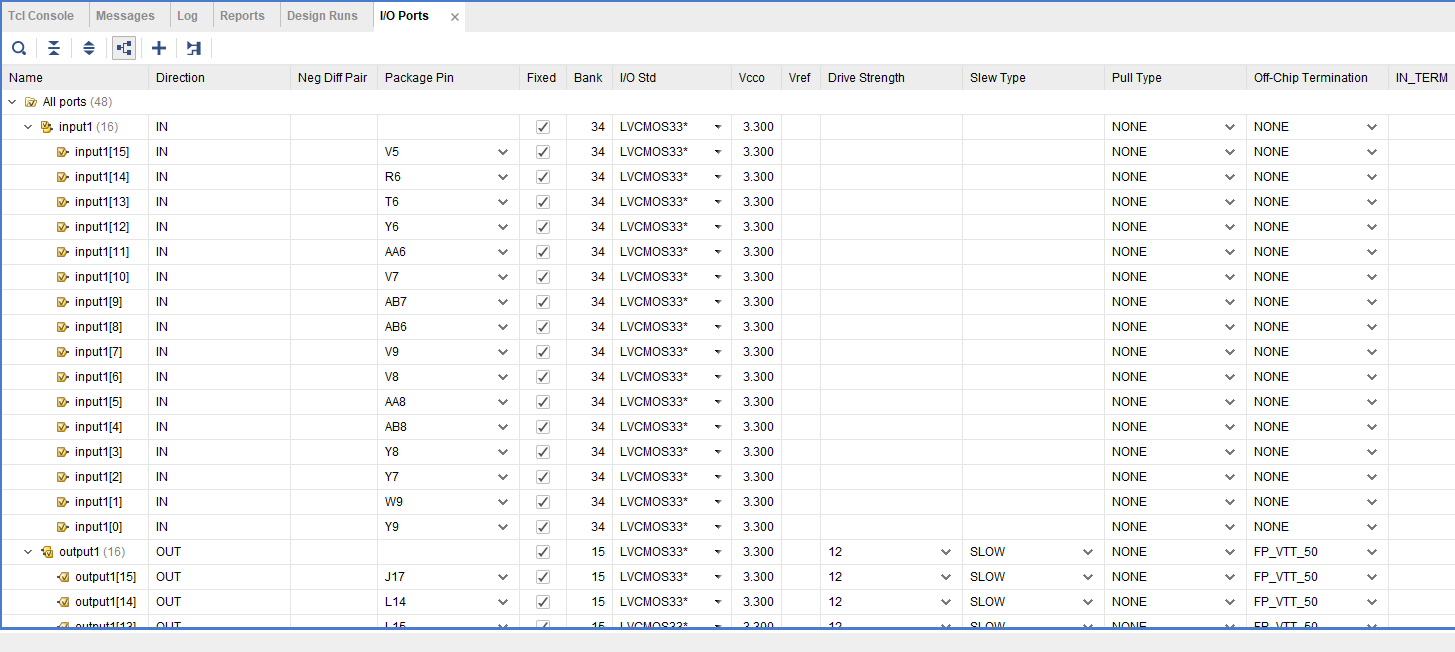 Tcl Console Messages Log Reports Design Runs I/O Ports
Name Direction Neg Diff Pair Package Pin Fixed Bank I/O Std Vcco Vref Drive Strength Slew Type Pull Type Off-Chip Termination IN_TERM
All ports (48)
input1 (16) IN 34 LVCMOS33* 3.300 NONE NONE
input1[15] IN V5 34 LVCMOS33* 3.300 NONE NONE
input1[14] IN R6 34 LVCMOS33* 3.300 NONE NONE
input1[13] IN T6 34 LVCMOS33* 3.300 NONE NONE
input1[12] IN Y6 34 LVCMOS33* 3.300 NONE NONE
input1[11] IN AA6 34 LVCMOS33* 3.300 NONE NONE
input1[10] IN V7 34 LVCMOS33* 3.300 NONE NONE
input1[9] IN AB7 34 LVCMOS33* 3.300 NONE NONE
input1[8] IN AB6 34 LVCMOS33* 3.300 NONE NONE
input1[7] IN V9 34 LVCMOS33* 3.300 NONE NONE
input1[6] IN V8 34 LVCMOS33* 3.300 NONE NONE
input1[5] IN AA8 34 LVCMOS33* 3.300 NONE NONE
input1[4] IN AB8 34 LVCMOS33* 3.300 NONE NONE
input1[3] IN Y8 34 LVCMOS33* 3.300 NONE NONE
input1[2] IN Y7 34 LVCMOS33* 3.300 NONE NONE
input1[1] IN W9 34 LVCMOS33* 3.300 NONE NONE
input1[0] IN Y9 34 LVCMOS33* 3.300 NONE NONE
output1 (16) OUT 15 LVCMOS33* 3.300 12 SLOW NONE FP_VTT_50
output1[15] OUT J17 15 LVCMOS33* 3.300 12 SLOW NONE FP_VTT_50
output1[14] OUT L14 15 LVCMOS33* 3.300 12 SLOW NONE FP_VTT_50
output1[13] OUT L15 15 LVCMOS33* 3.300 12 SLOW NONE FP_VTT_50